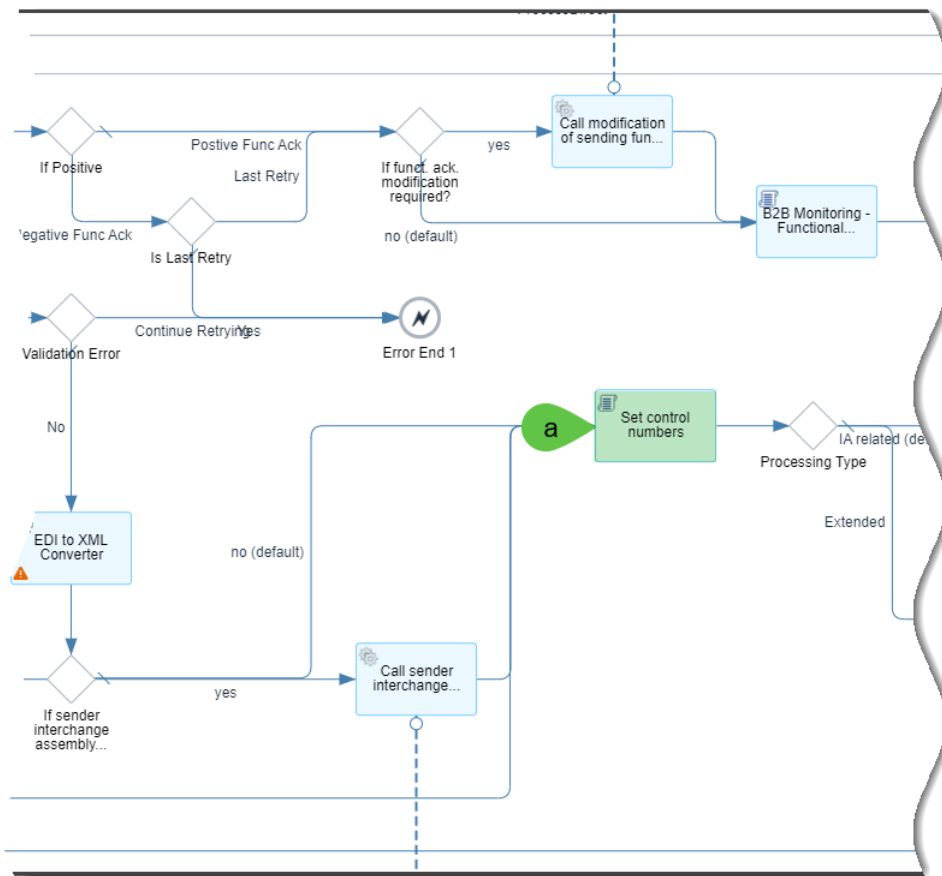 Call modification
of sending fun...
If Positive
Postive Func Ack
Last Retry
If funct. ack.
modification
required?
yes
no (default)
B2B Monitoring -
Functional...
egative Func Ack
Is Last Retry
Validation Error
Continue Retrying
Yes
Error End 1
No
a
Set control
numbers
Processing Type
IA related (de
Extended
EDI to XML
Converter
no (default)
yes
Call sender
interchange...
If sender
interchange
assembly...